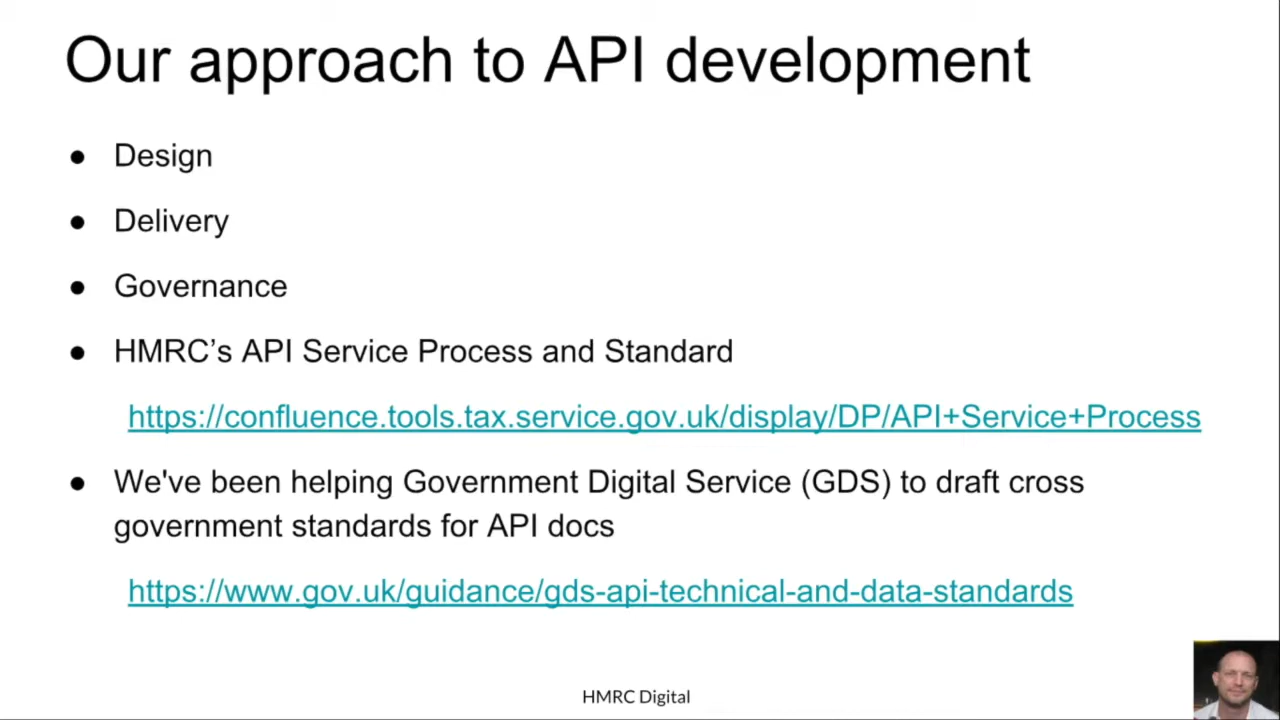 Our approach to API development
● Design
● Delivery
● Governance
● HMRC’s API Service Process and Standard
https://confluence.tools.tax.service.gov.uk/display/DP/API+Service+Process
● We've been helping Government Digital Service (GDS) to draft cross
government standards for API docs
https://www.gov.uk/guidance/gds-api-technical-and-data-standards
HMRC Digital